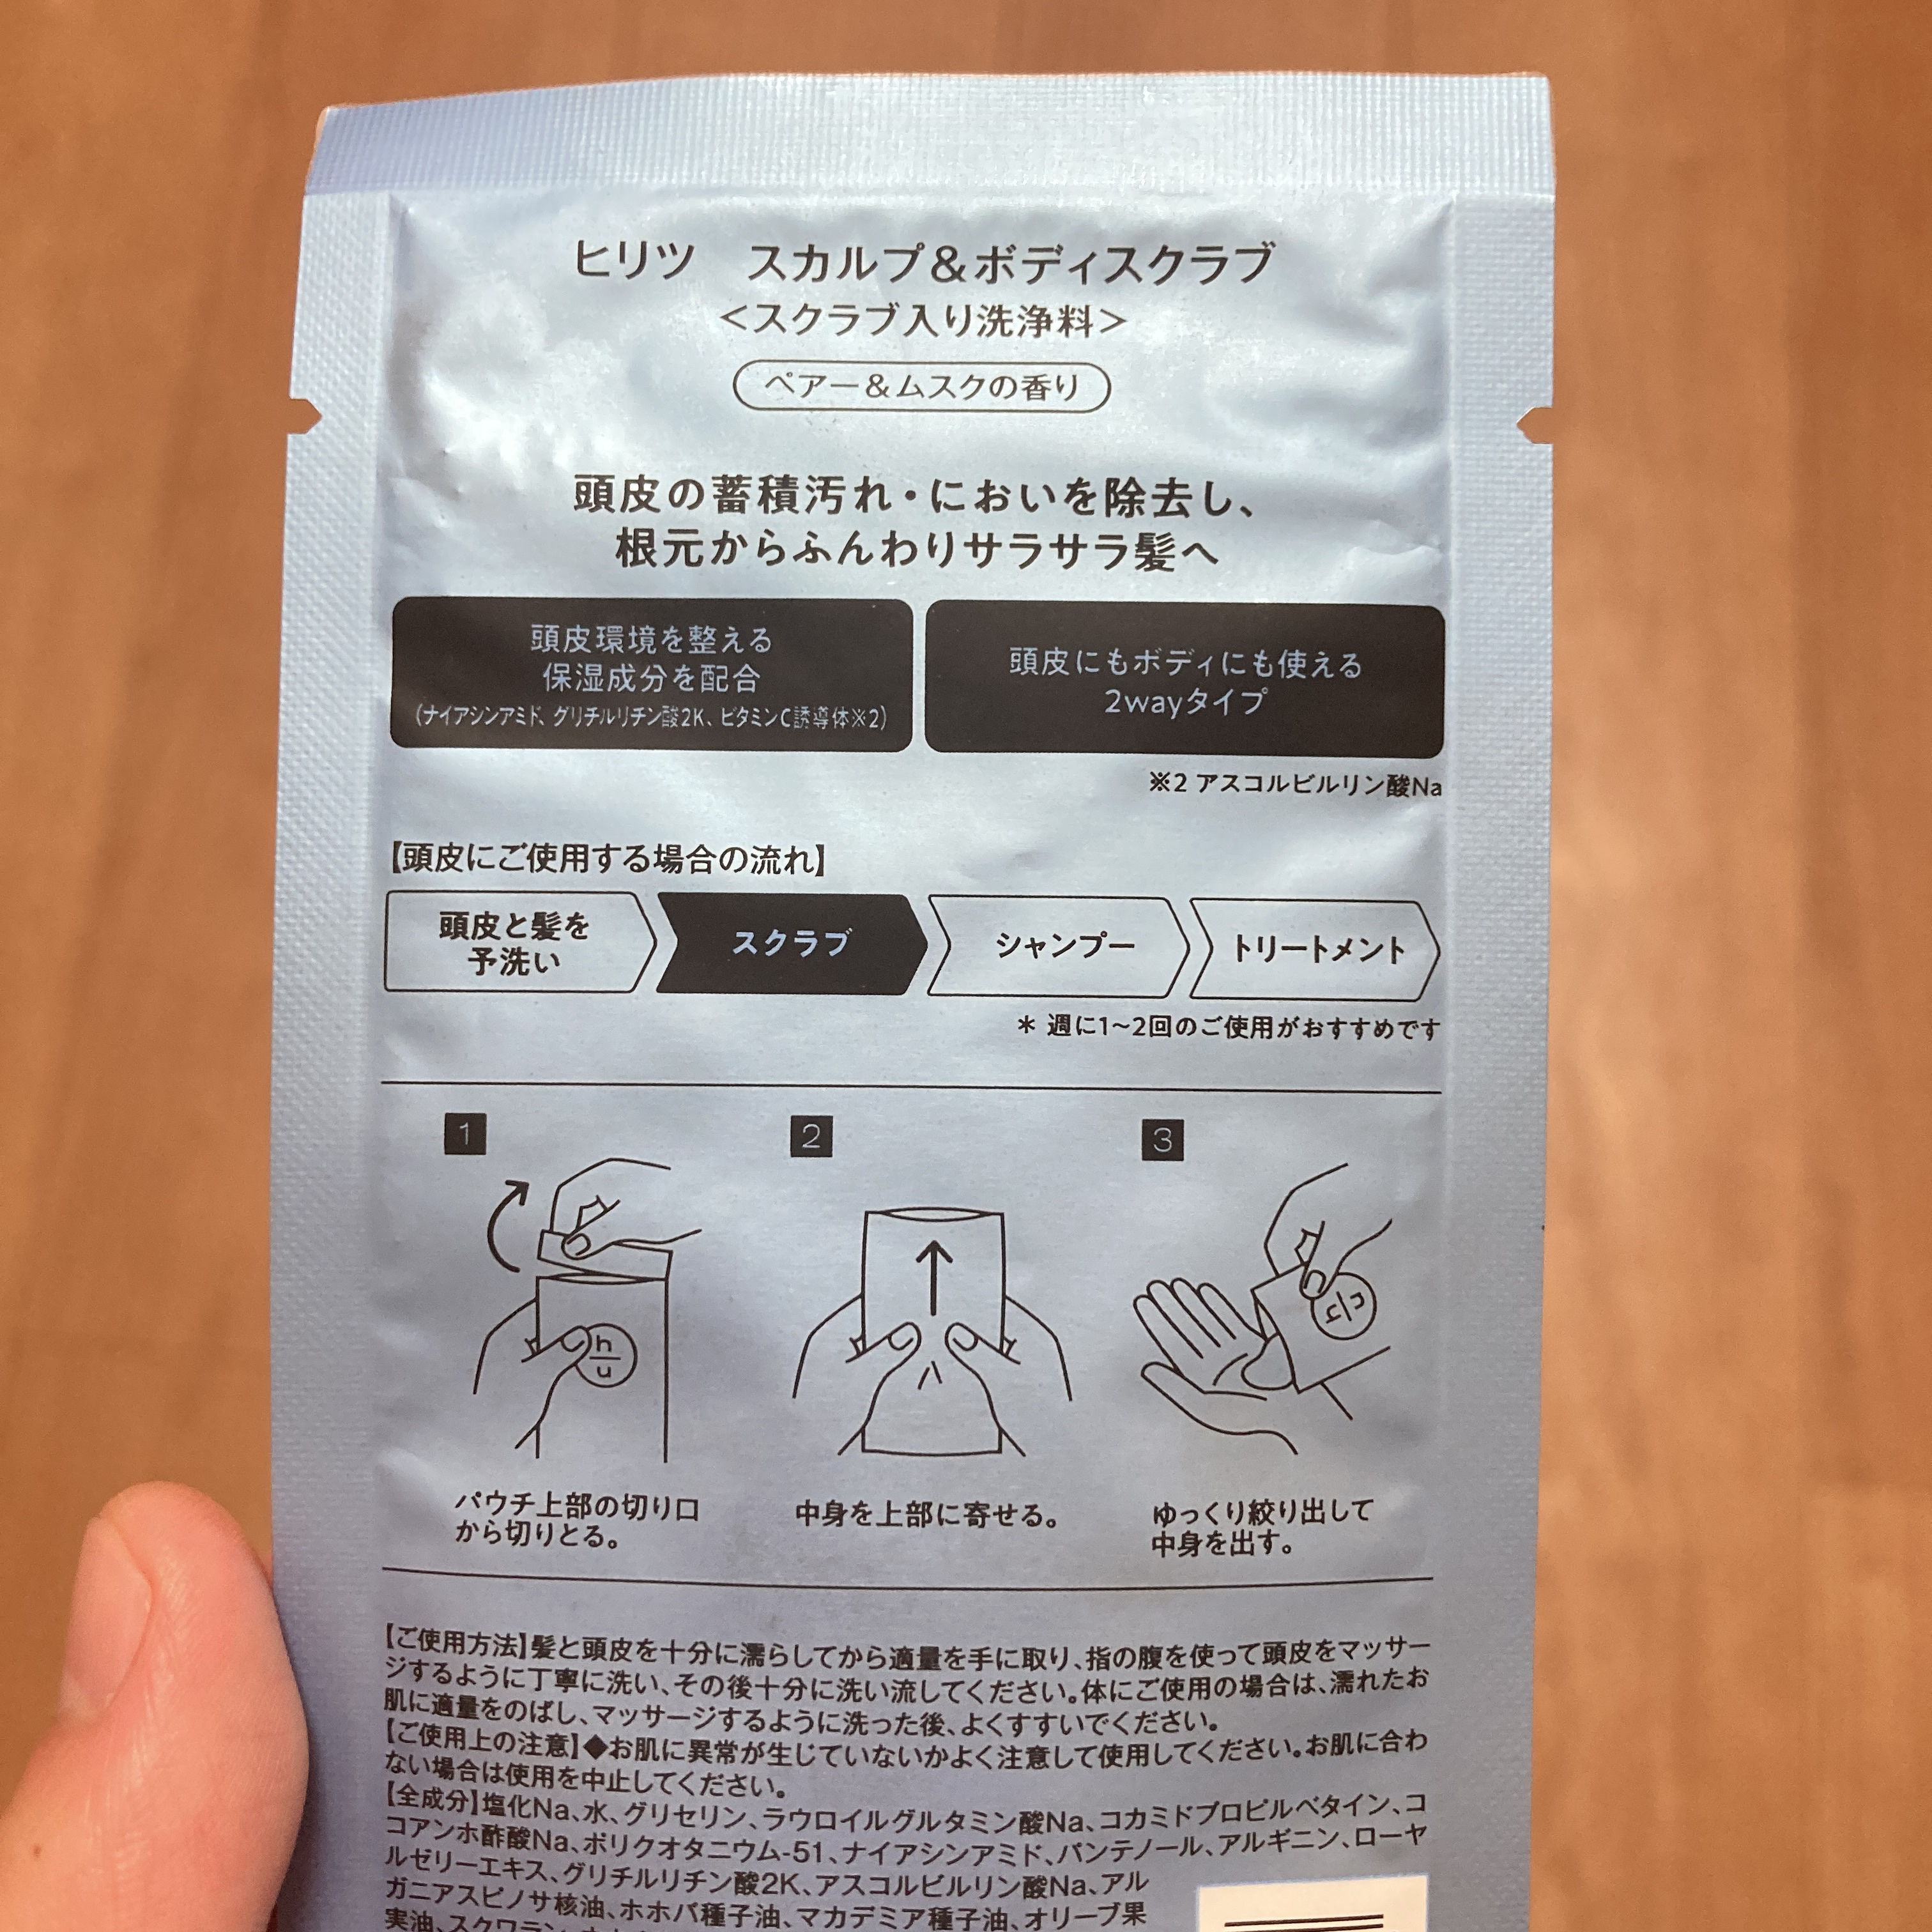 ヒリツ　スカルプ&ボディスクラブ
<スクラブ入り洗浄料>
ペアー&ムスクの香り
頭皮の蓄積汚れ・においを除去し、
根元からふんわりサラサラ髪へ
頭皮環境を整える
保湿成分を配合
(ナイアシンアミド、グリチルリチン酸2K、ビタミンC誘導体※2)
頭皮にもボディにも使える
2wayタイプ
※2 アスコルビルリン酸Na
【頭皮にご使用する場合の流れ】
頭皮と髪を
予洗い
スクラブ
シャンプー
トリートメント
＊ 週に1~2回のご使用がおすすめです
1
2
3
h
u
h
u
パウチ上部の切り口
から切りとる。
中身を上部に寄せる。
ゆっくり絞り出して
中身を出す。
【ご使用方法】髪と頭皮を十分に濡らしてから適量を手に取り、指の腹を使って頭皮をマッサー
ジするように丁寧に洗い、その後十分に洗い流してください。体にご使用の場合は、濡れたお
肌に適量をのばし、マッサージするように洗った後、よくすすいでください。
【ご使用上の注意】◆お肌に異常が生じていないかよく注意して使用してください。お肌に合わ
ない場合は使用を中止してください。
【全成分】塩化Na、水、グリセリン、ラウロイルグルタミン酸Na、コカミドプロピルベタイン、コ
コアンホ酢酸Na、ポリクオタニウム-51、ナイアシンアミド、パンテノール、アルギニン、ローヤ
ルゼリーエキス、グリチルリチン酸2K、アスコルビルリン酸Na、アル
ガニアスピノサ核油、ホホバ種子油、マカデミア種子油、オリーブ果
実油、スクワラン